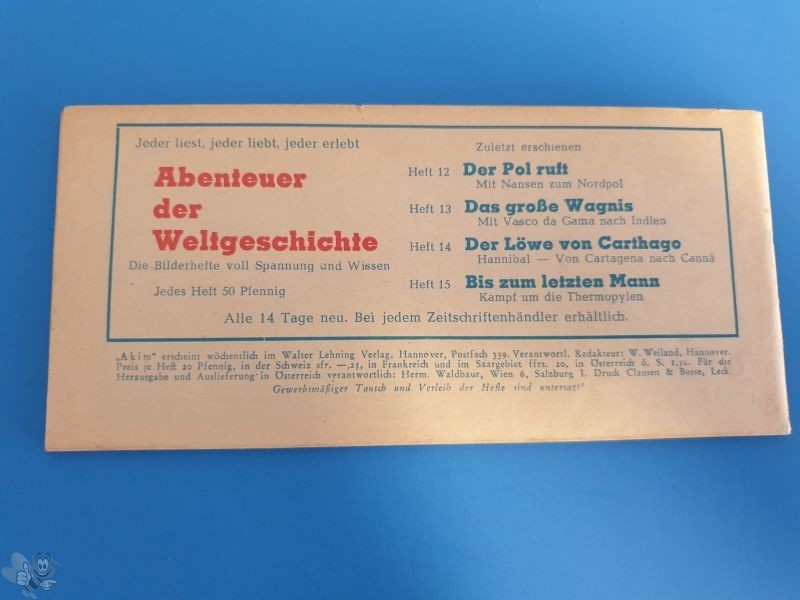 Jeder liest, jeder liebt, jeder erlebt
Abenteuer
der
Weltgeschichte
Die Bilderhefte voll Spannung und Wissen
Jedes Heft 50 Pfennig
Zuletzt erschienen
Heft 12 Der Pol ruft
Mit Nansen zum Nordpol
Heft 13 Das große Wagnis
Mit Vasco da Gama nach Indien
Heft 14 Der Löwe von Carthago
Hannibal — Von Cartagena nach Cannä
Heft 15 Bis zum letzten Mann
Kampf um die Thermopylen
Alle 14 Tage neu. Bei jedem Zeitschriftenhändler erhältlich.
„Akim“ erscheint wöchentlich im Walter Lehning Verlag, Hannover, Postfach 339. Verantwortl. Redakteur: W. Weiland, Hannover.
Preis je Heft 20 Pfennig, in der Schweiz sfr. —,25, in Frankreich und im Saargebiet ffrs. 20, in Österreich ö. S. 1,50. Für die
Herausgabe und Auslieferung in Österreich verantwortlich: Herm. Waldbaur, Wien 6, Salzburg 1. Druck Clausen & Bosse, Leck.
Gewerbsmäßiger Tausch und Verleih der Hefte sind untersagt!